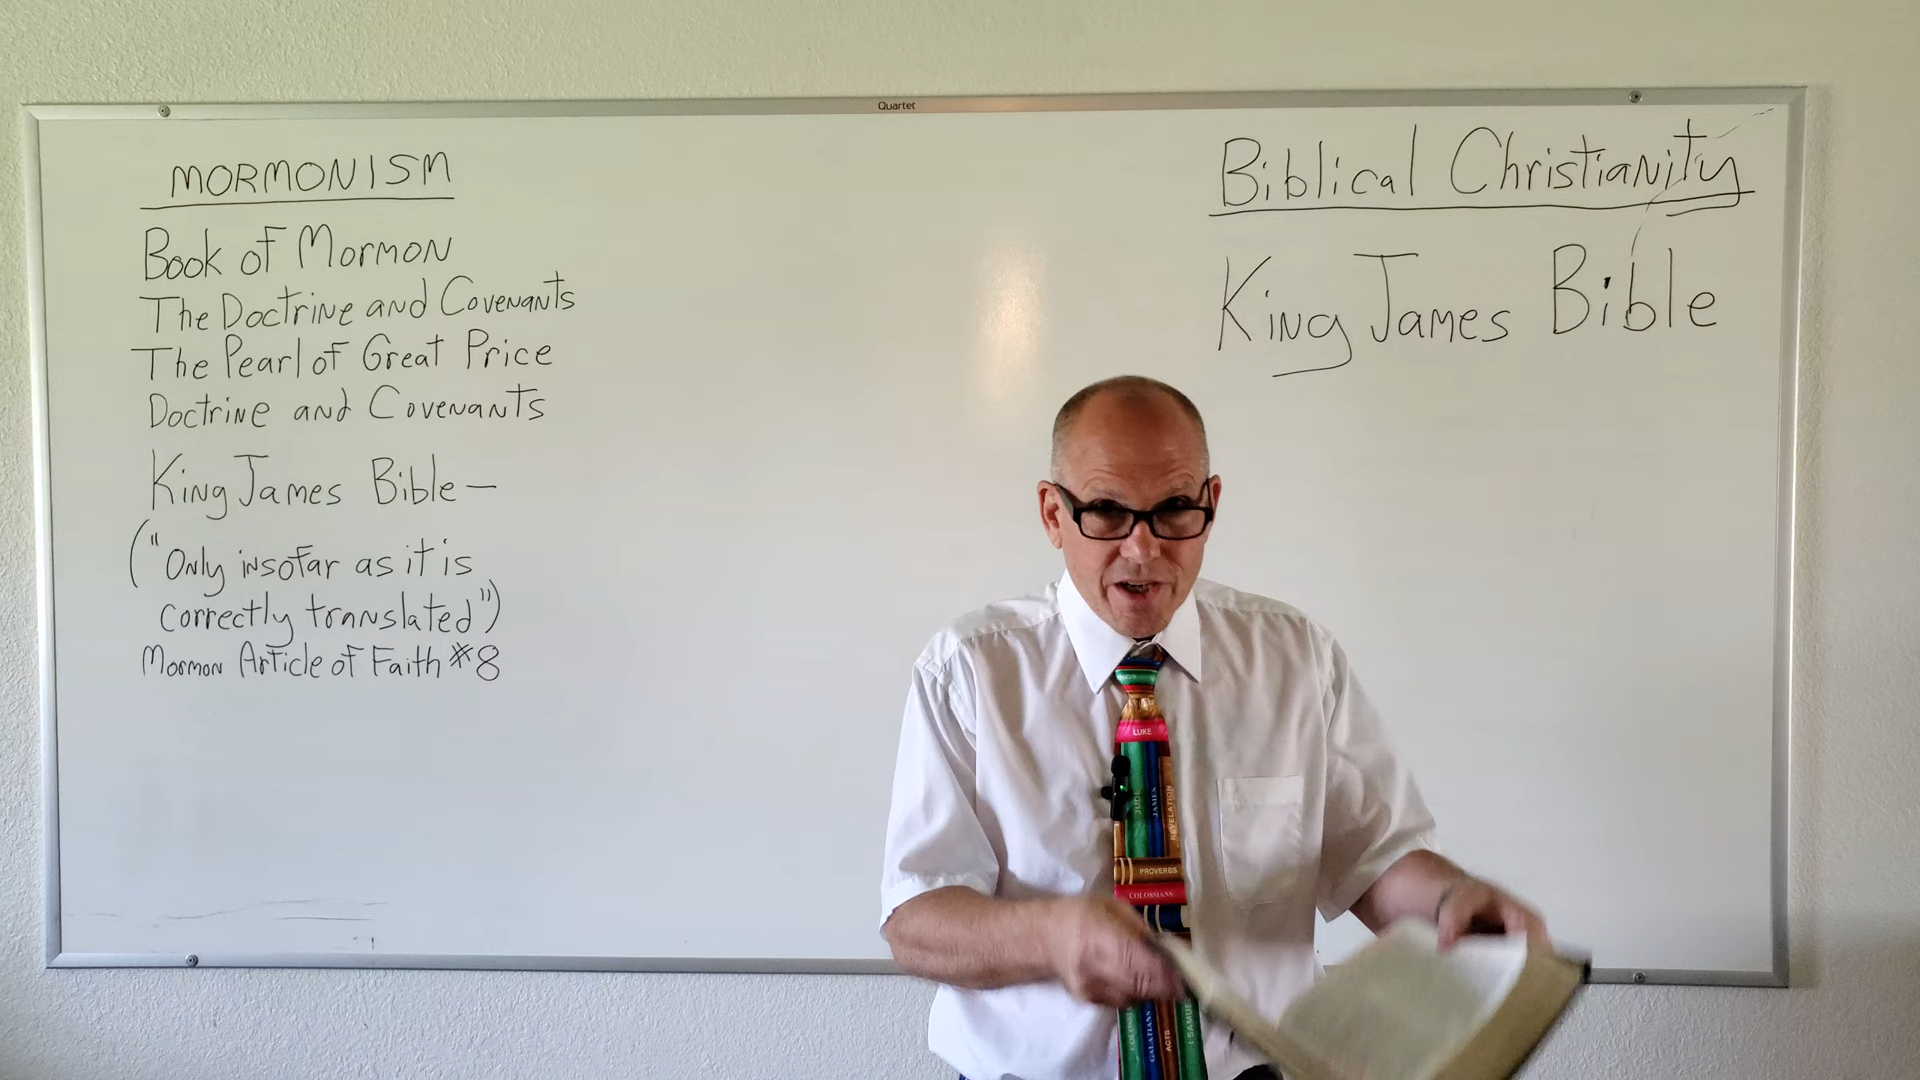 Quartet
MORMONISM
Book of Mormon
The Doctrine and Covenants
The Pearl of Great Price
Doctrine and Covenants
King James Bible —
("Only insofar as it is
correctly translated")
Mormon Article of Faith #8
Biblical Christianity
King James Bible
LUKE
JUDE
JAMES
REVELATION
PROVERBS
COLOSSIANS
GALATIANS
ACTS